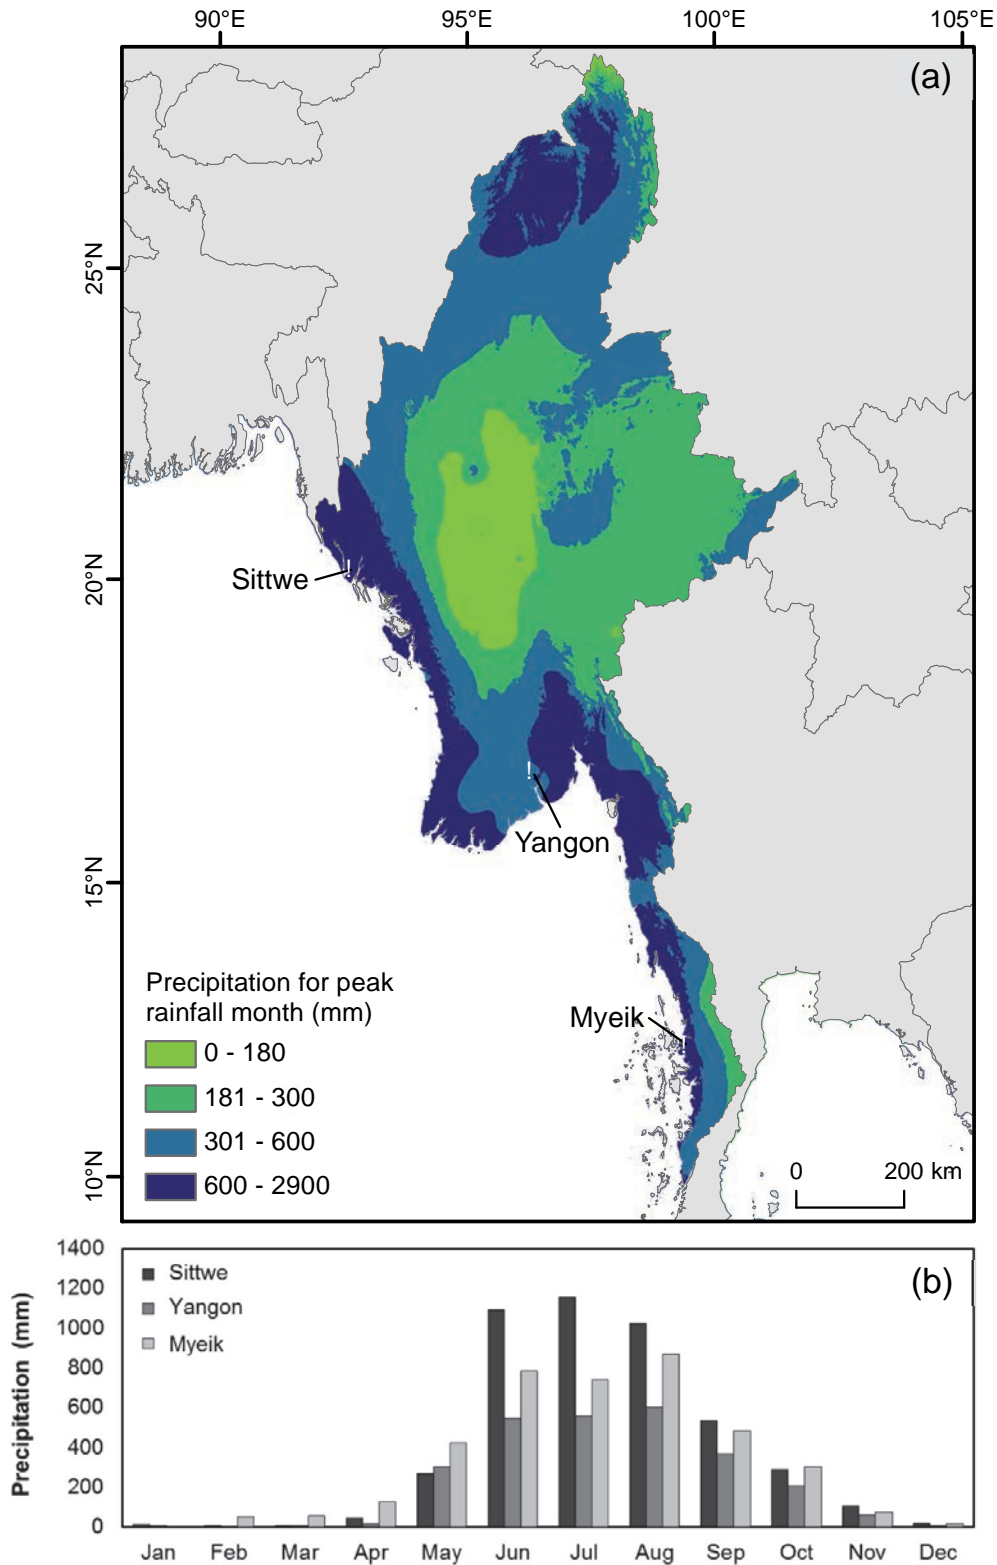 90°E 95°E 100°E 105°E
(a)
25°N
20°N
15°N
10°N
Sittwe
Yangon
Myeik
Precipitation for peak
rainfall month (mm)
0 - 180
181 - 300
301 - 600
600 - 2900
0 200 km
(b)
Precipitation (mm)
1400
1200
1000
800
600
400
200
0
Sittwe
Yangon
Myeik
Jan Feb Mar Apr May Jun Jul Aug Sep Oct Nov Dec